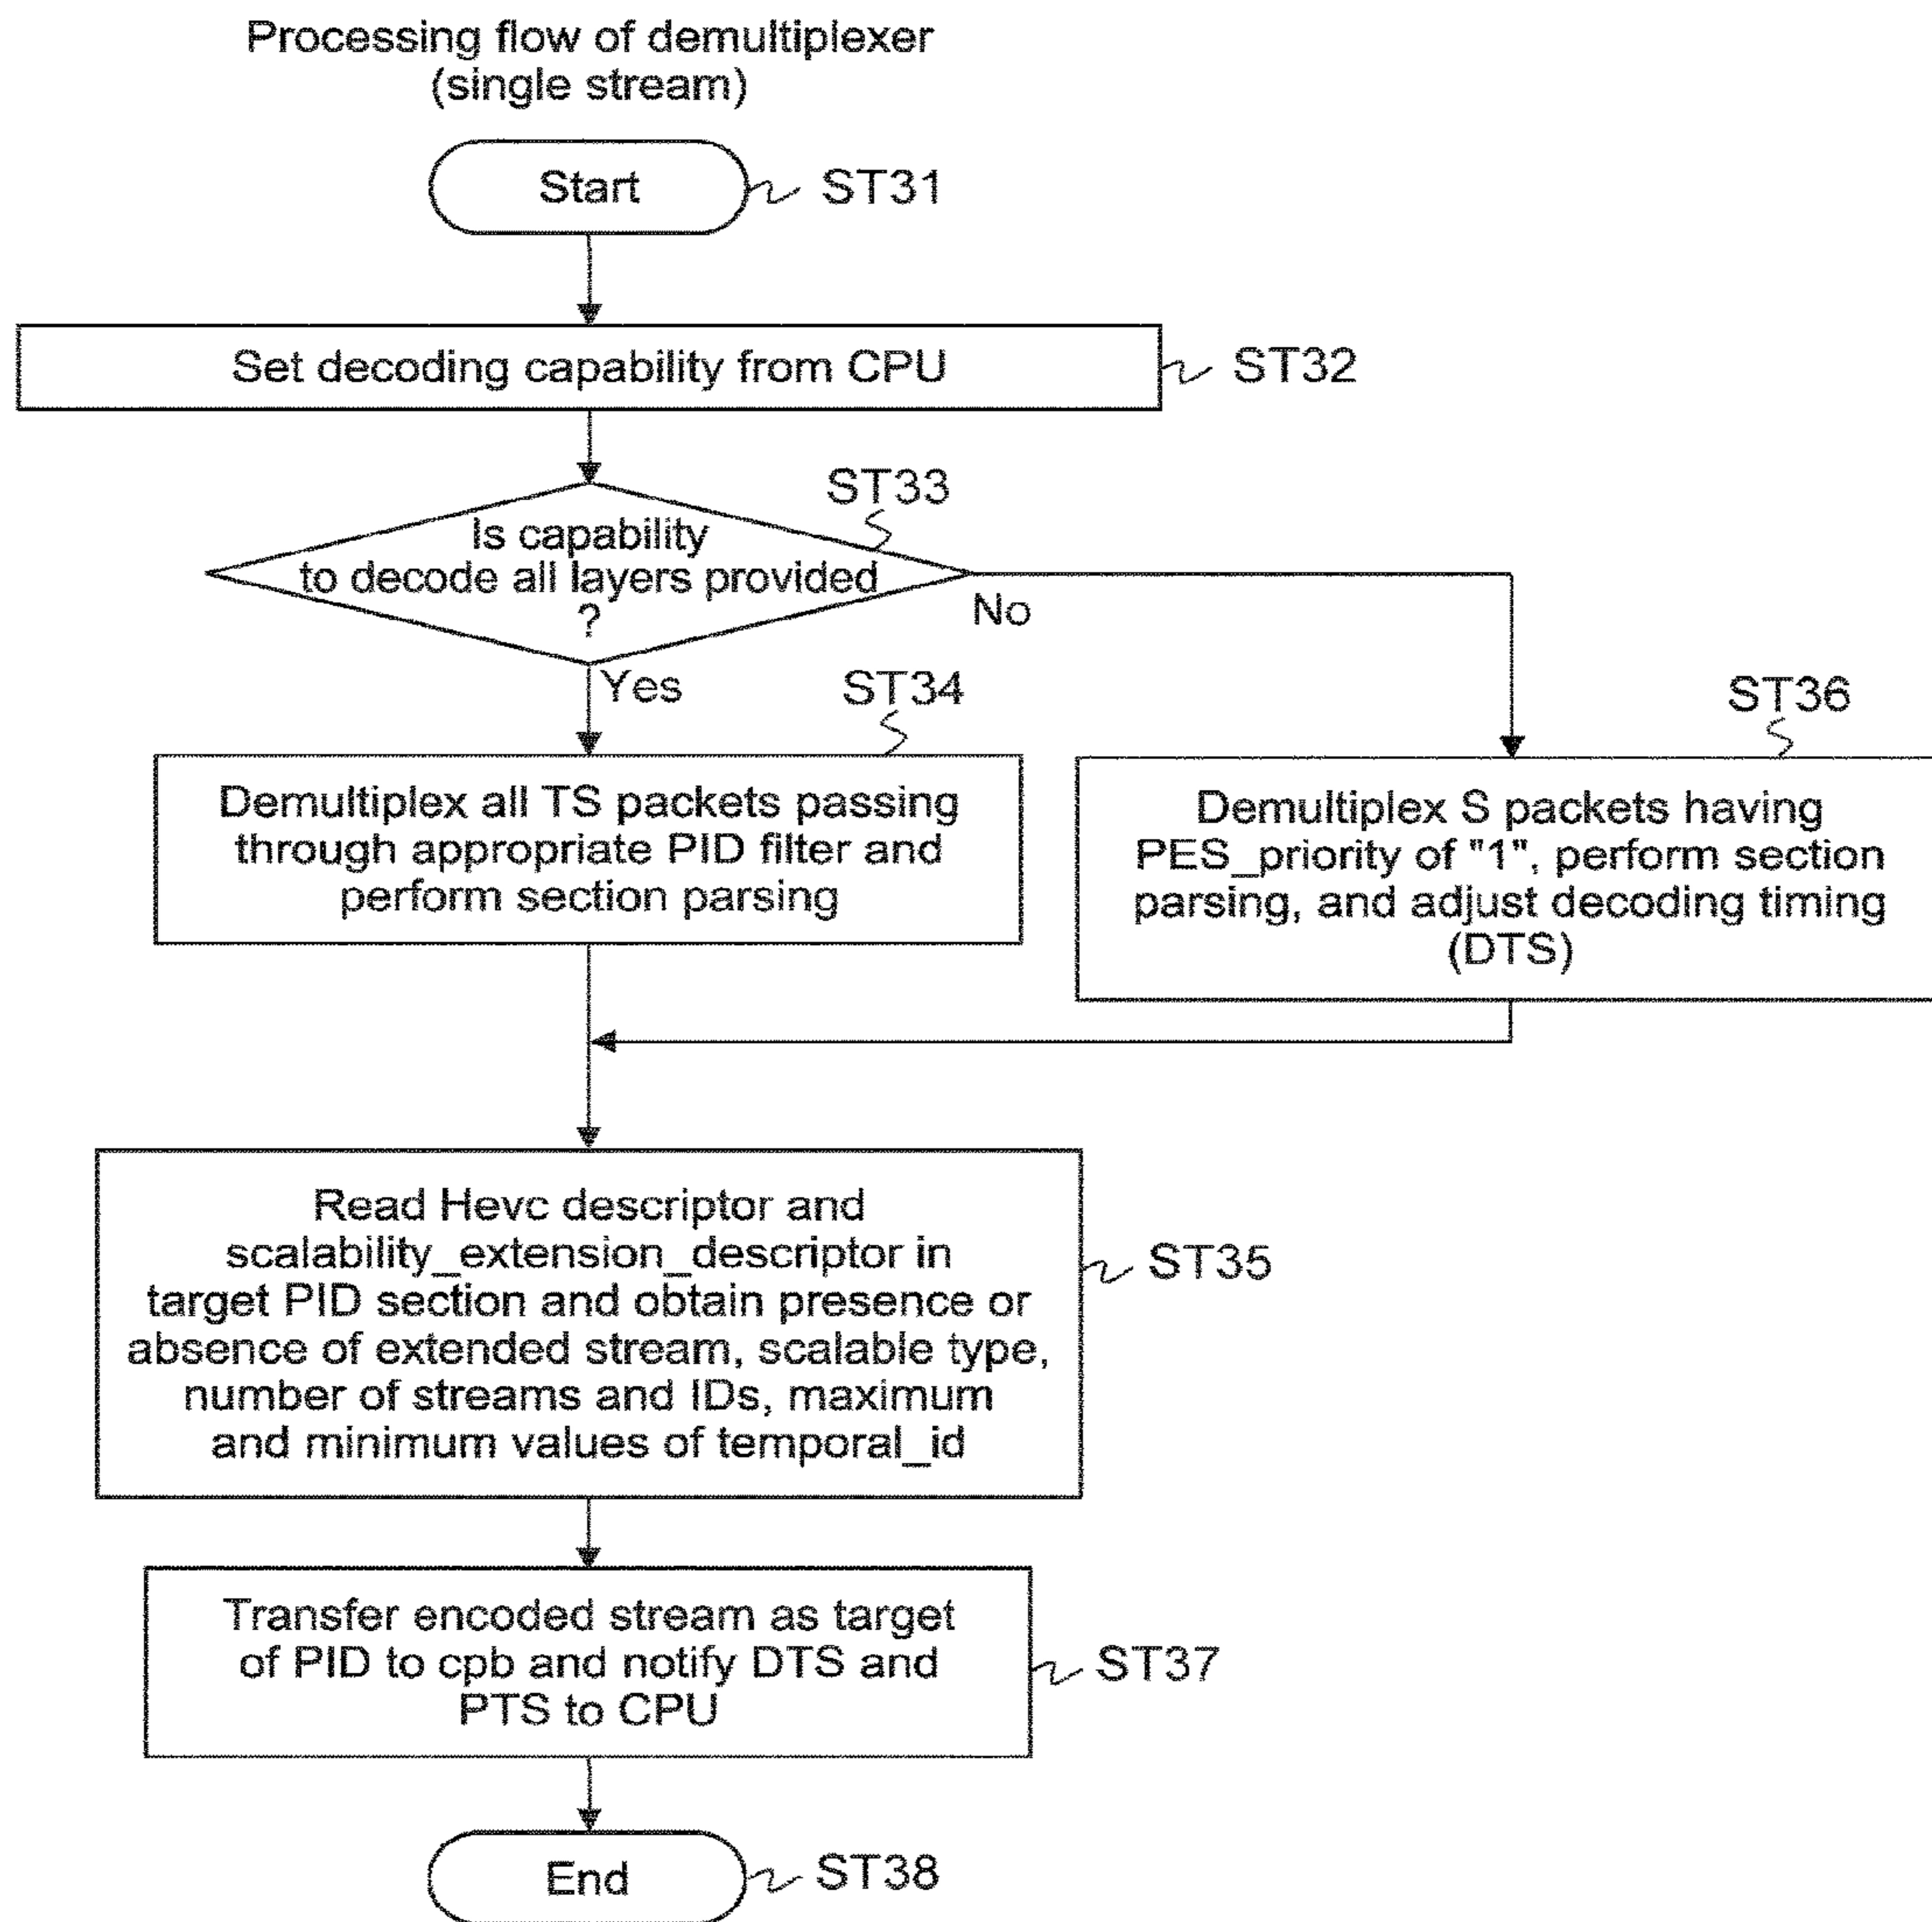 Processing flow of demultiplexer
(single stream)
Start
ST31
Set decoding capability from CPU
ST32
ST33
Is capability
to decode all layers provided
?
No
Yes
ST34
ST36
Demultiplex all TS packets passing
through appropriate PID filter and
perform section parsing
Demultiplex S packets having
PES_priority of "1", perform section
parsing, and adjust decoding timing
(DTS)
Read Hevc descriptor and
scalability_extension_descriptor in
target PID section and obtain presence or
absence of extended stream, scalable type,
number of streams and IDs, maximum
and minimum values of temporal_id
ST35
Transfer encoded stream as target
of PID to cpb and notify DTS and
PTS to CPU
ST37
End
ST38